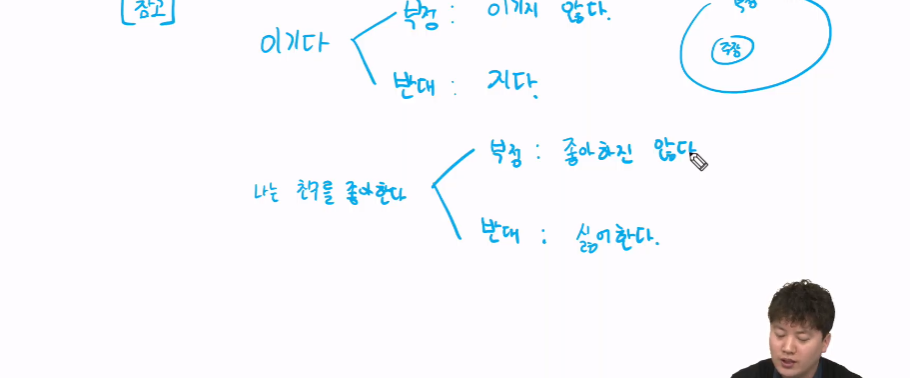 [참고]
이기다
부정 : 이기지 않다.
반대 : 지다.
부정
주장
나는 친구를 좋아한다
부정 : 좋아하진 않다
반대 : 싫어한다.